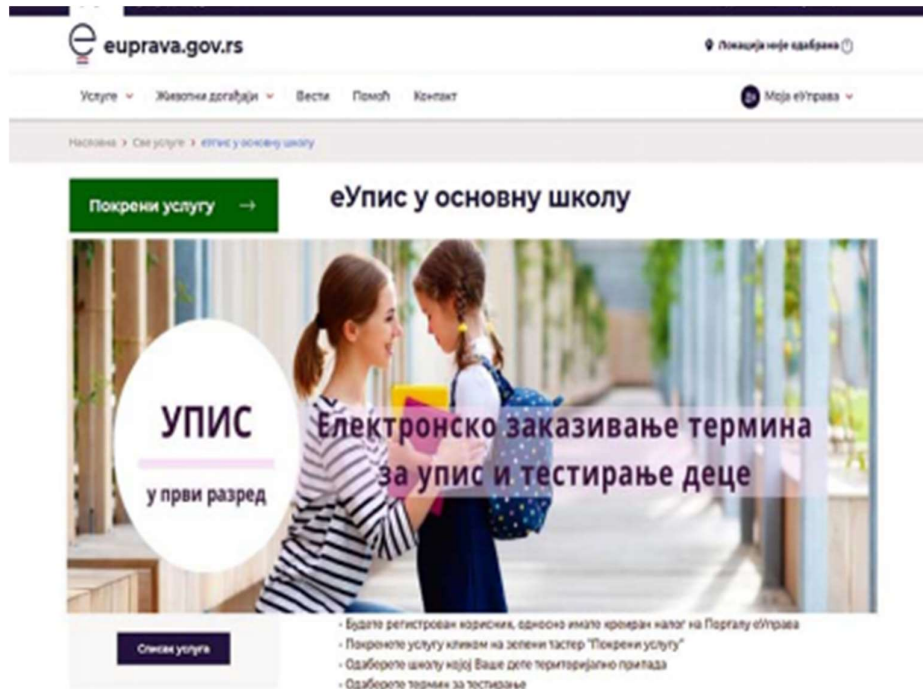 euprava.gov.rs
Локација није одабрана
Услуге Животни догађаји Вести Помоћ Контакт
Моја еУправа
Насловна > Све услуге > еУпис у основну школу
Покрени услугу →
еУпис у основну школу
УПИС
у први разред
Електронско заказивање термина
за упис и тестирање деце
- Будете регистрован корисник, односно имате креиран налог на Порталу еУправа
- Покренете услугу кликом на зелени тастер "Покрени услугу"
- Одаберете школу којој Ваше дете територијално припада
- Одаберете термин за тестирање
Списак услуга